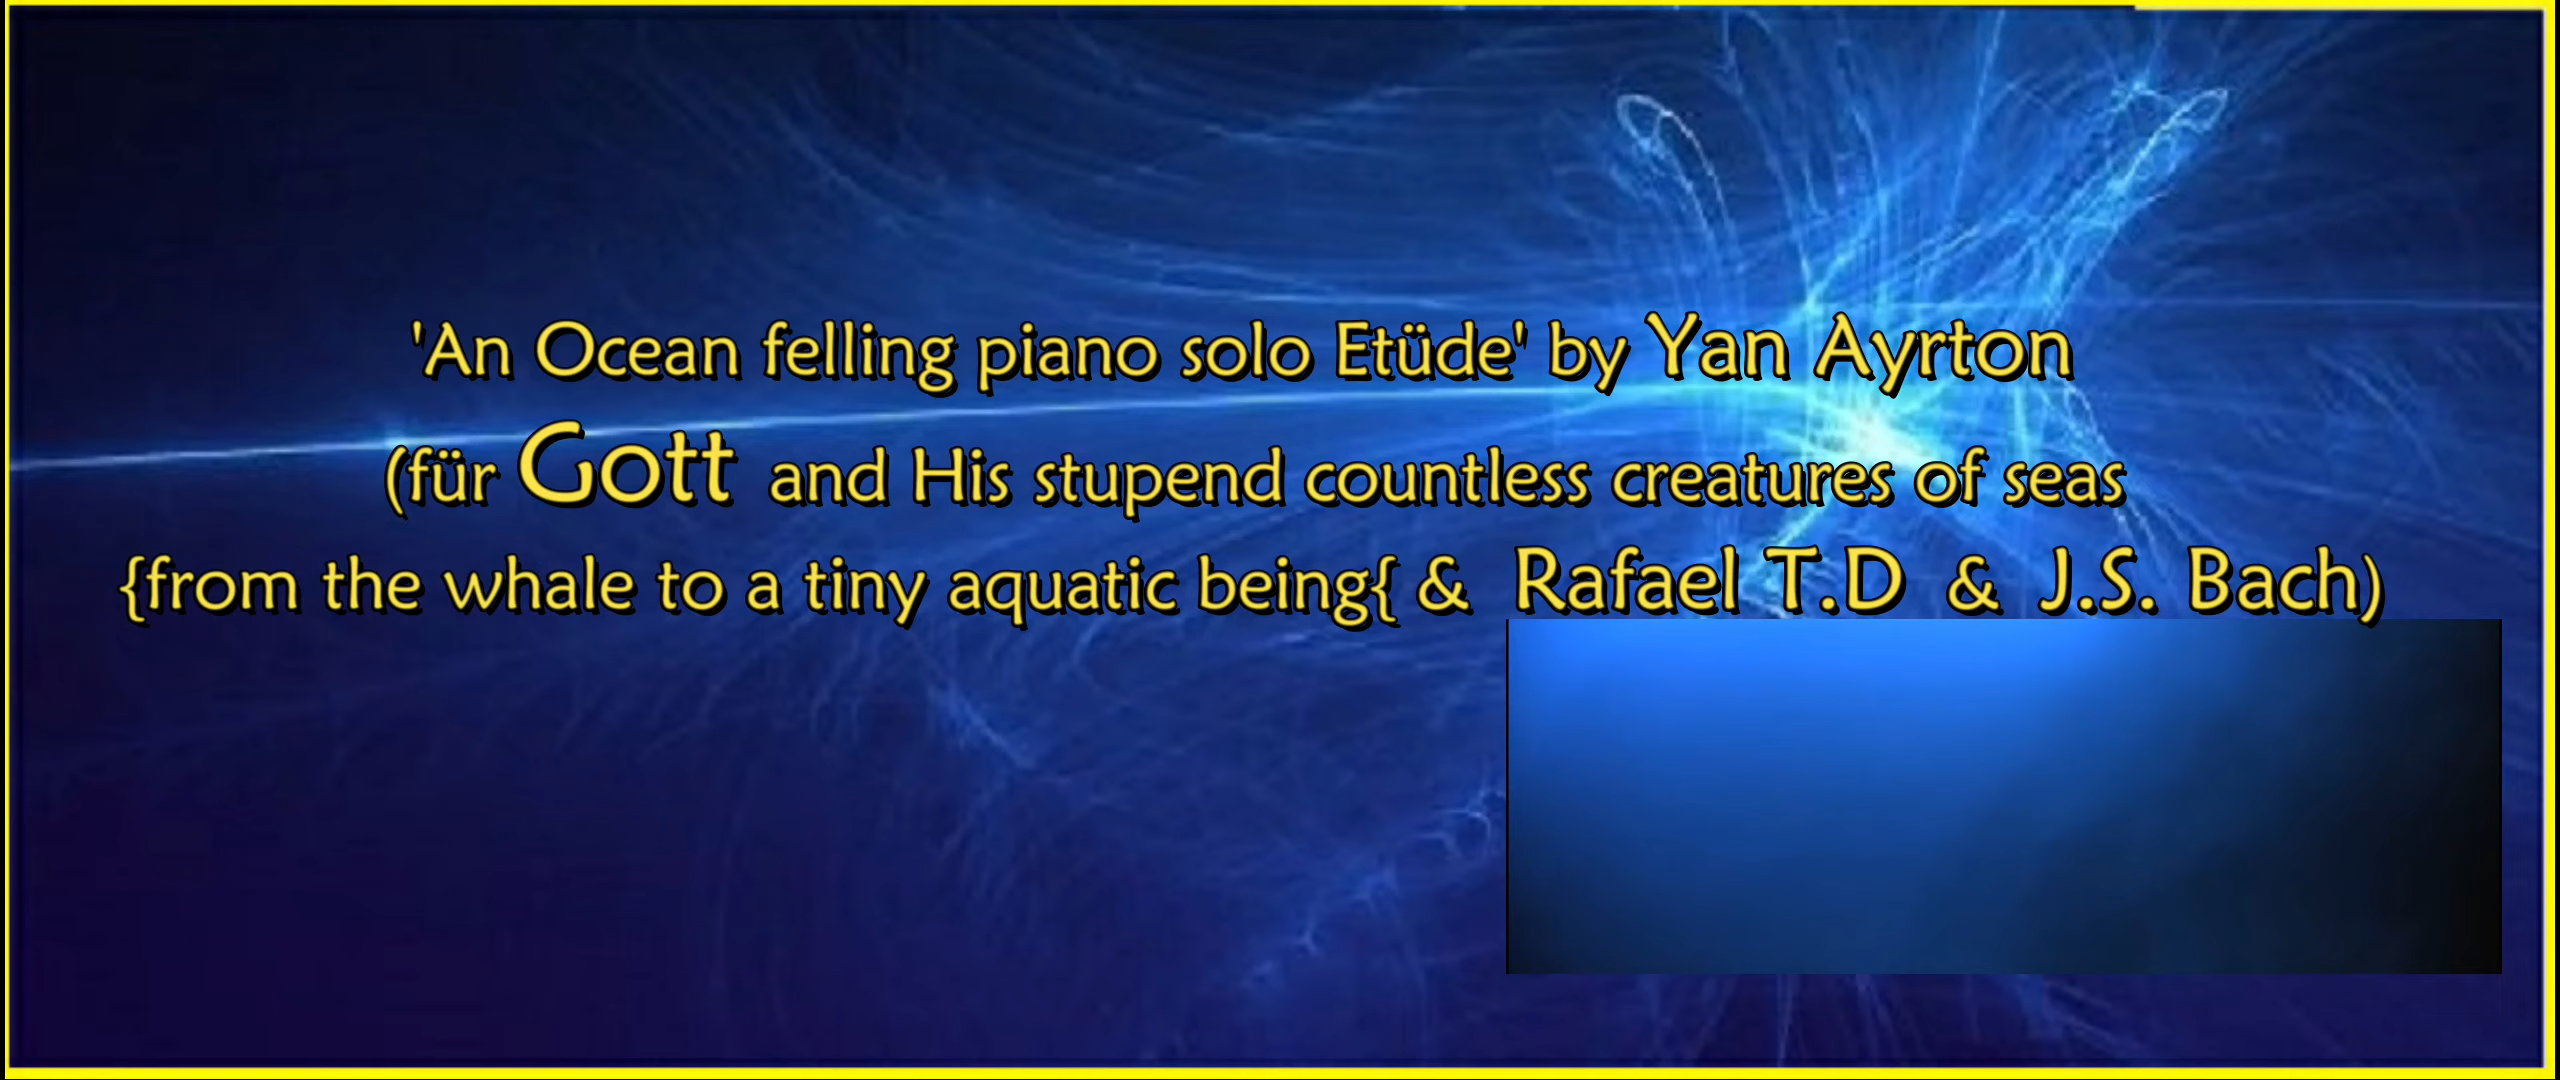 'An Ocean felling piano solo Etüde' by Yan Ayrton
(für Gott and His stupend countless creatures of seas
{from the whale to a tiny aquatic being{ & Rafael T.D & J.S. Bach)